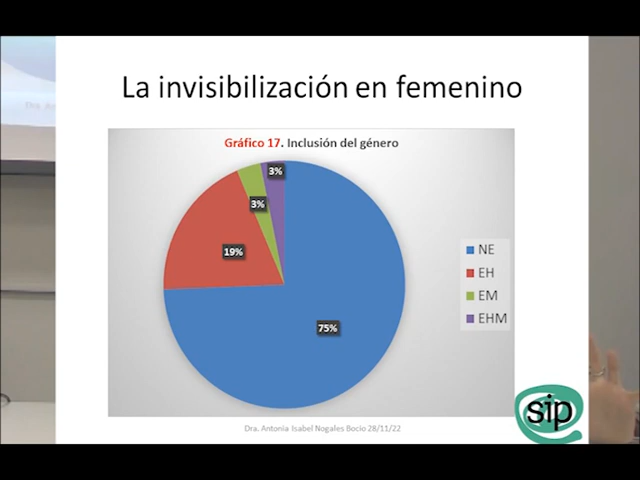 La invisibilización en femenino
Gráfico 17. Inclusión del género
3%
3%
19%
75%
NE
EH
EM
EHM
sip
Dra. Antonia Isabel Nogales Bocio 28/11/22